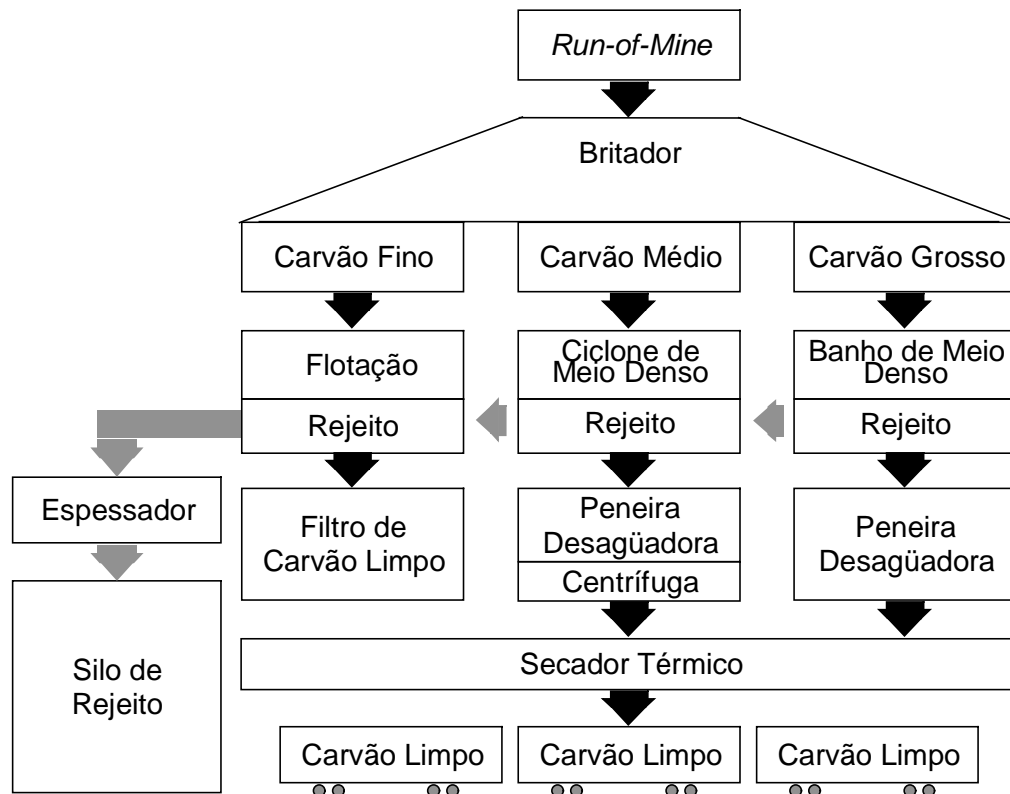 Run-of-Mine
Britador
Carvão Fino
Carvão Médio
Carvão Grosso
Flotação
Ciclone de
Meio Denso
Banho de Meio
Denso
Rejeito
Rejeito
Rejeito
Espessador
Filtro de
Carvão Limpo
Peneira
Desagüadora
Centrífuga
Peneira
Desagüadora
Silo de
Rejeito
Secador Térmico
Carvão Limpo
Carvão Limpo
Carvão Limpo